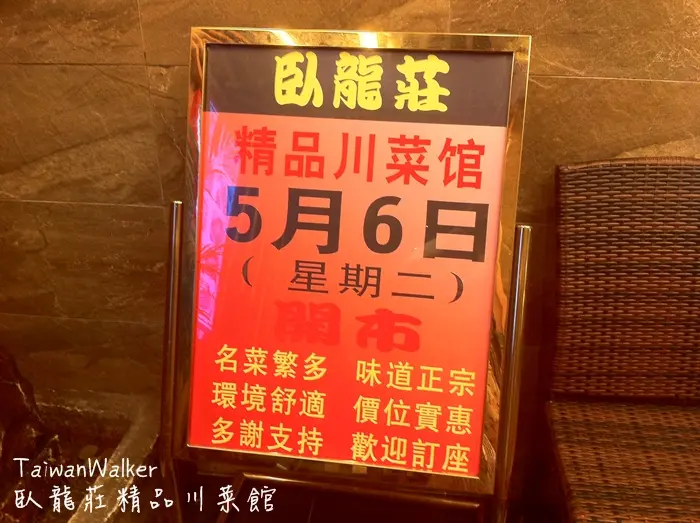 臥龍莊
精品川菜馆
5月6日
(星期二)
開市
名菜繁多 味道正宗
環境舒適 價位實惠
多謝支持 歡迎訂座
TaiwanWalker
臥龍莊精品川菜館